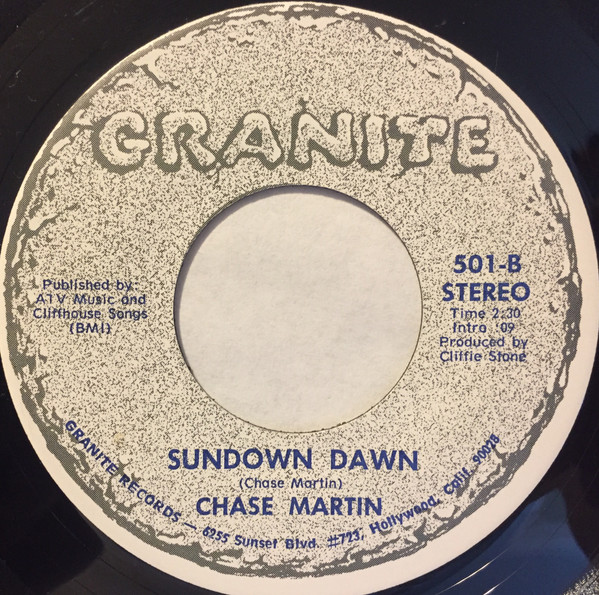 GRANITE
Published by:
ATV Music and
Cliffhouse Songs
(BMI)
501-B
STEREO
Time 2:30
Intro :09
Produced by
Cliffie Stone
SUNDOWN DAWN
(Chase Martin)
CHASE MARTIN
GRANITE RECORDS — 6255 Sunset Blvd. #723, Hollywood, Calif. 90028